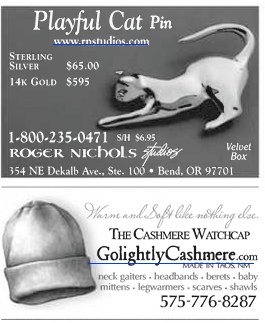 Playful Cat Pin
www.rnstudios.com
STERLING
SILVER $65.00
14K GOLD $595
1-800-235-0471 S/H $6.95
ROGER NICHOLS Studios
Velvet
Box
354 NE Dekalb Ave., Ste. 100 • Bend, OR 97701
Warm and Soft like nothing else.
THE CASHMERE WATCHCAP
GolightlyCashmere.com
MADE IN TAOS, NM
neck gaiters • headbands • berets • baby
mittens • legwarmers • scarves • shawls
575-776-8287